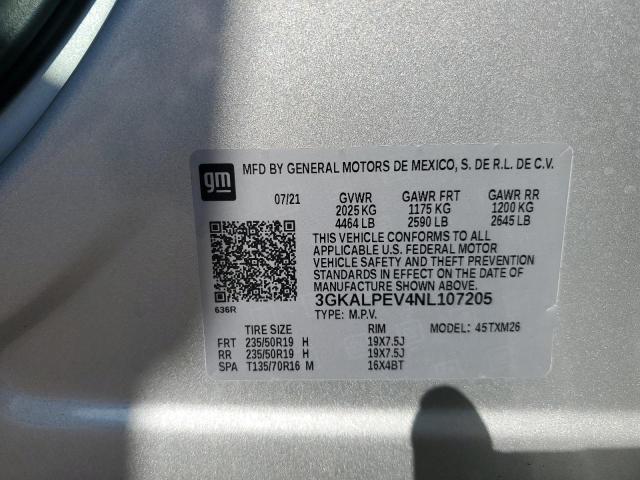 gm MFD BY GENERAL MOTORS DE MEXICO, S. DE R.L. DE C.V.
07/21 GVWR GAWR FRT GAWR RR
2025 KG 1175 KG 1200 KG
4464 LB 2590 LB 2645 LB
THIS VEHICLE CONFORMS TO ALL
APPLICABLE U.S. FEDERAL MOTOR
VEHICLE SAFETY AND THEFT PREVENTION
STANDARDS IN EFFECT ON THE DATE OF
MANUFACTURE SHOWN ABOVE.
3GKALPEV4NL107205
636R TYPE: M.P.V.
TIRE SIZE RIM MODEL: 45TXM26
FRT 235/50R19 H 19X7.5J
RR 235/50R19 H 19X7.5J
SPA T135/70R16 M 16X4BT